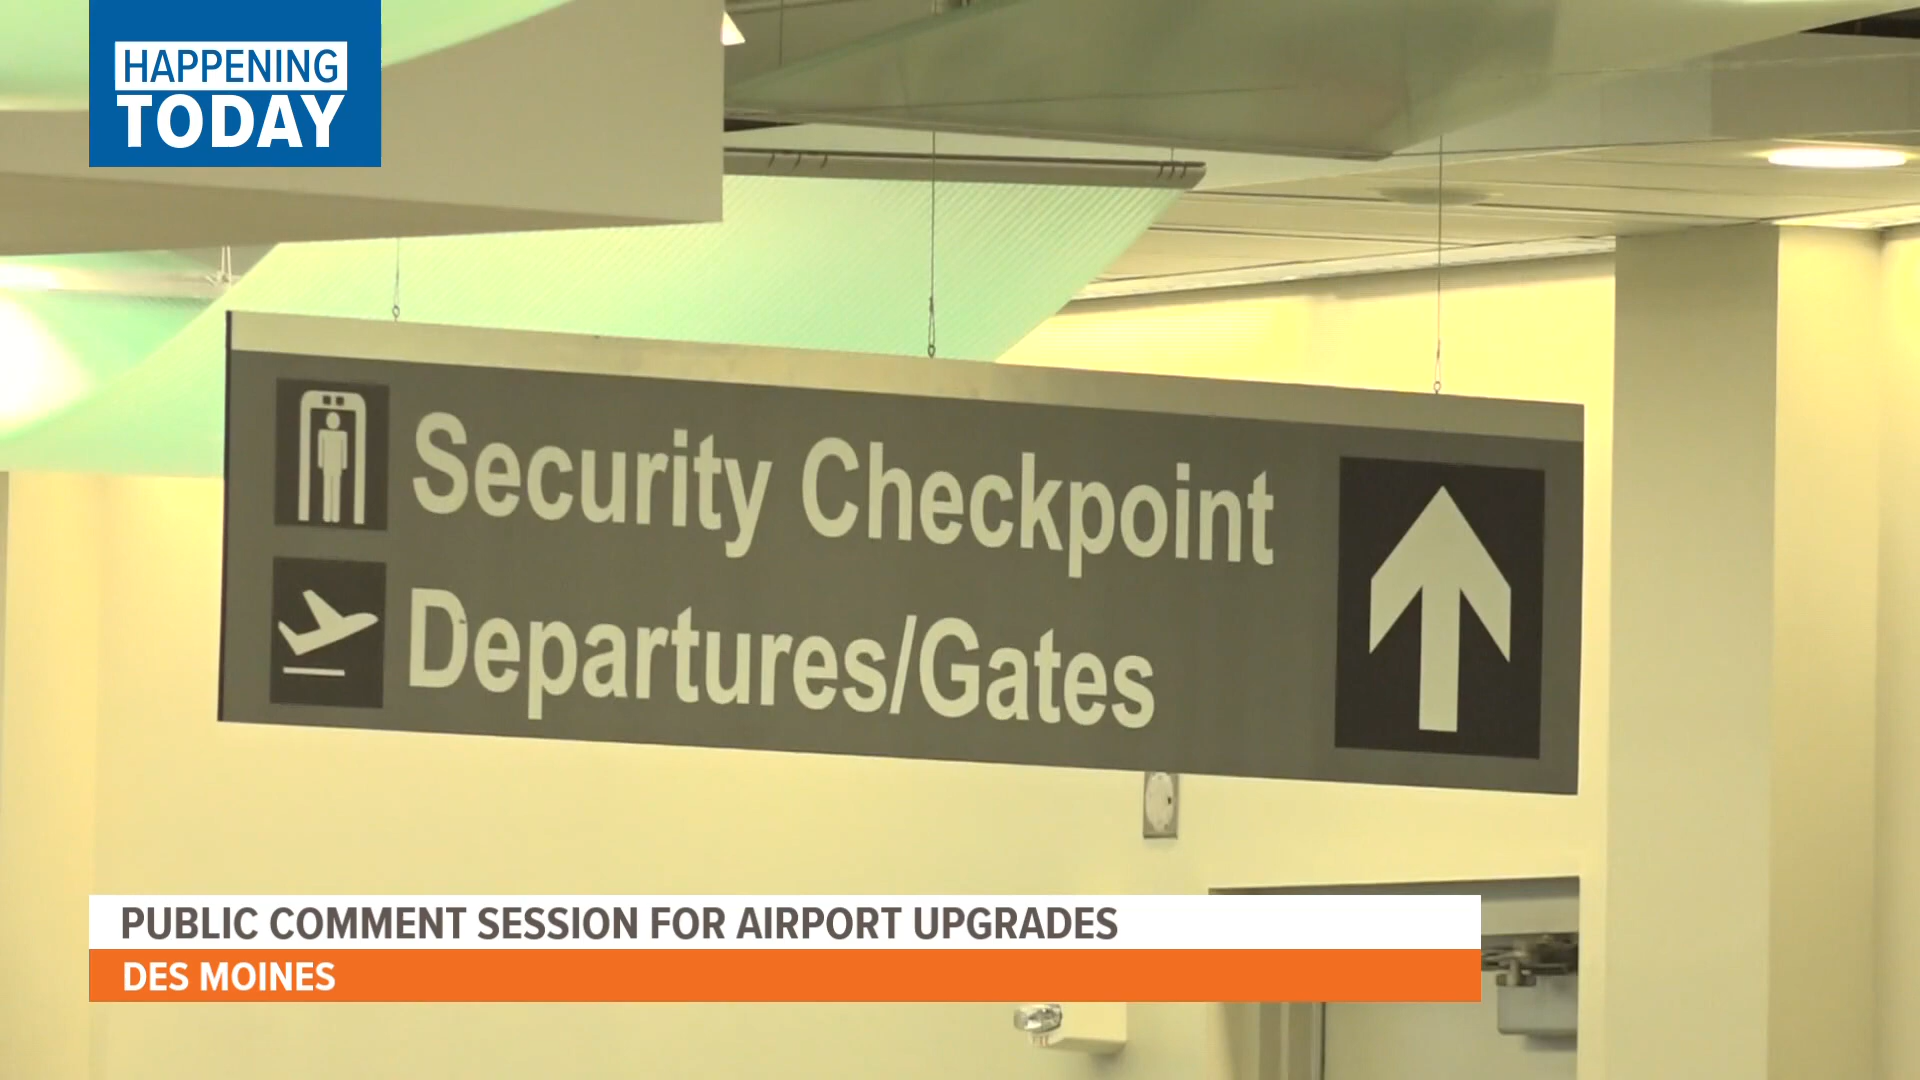 HAPPENING
TODAY
Security Checkpoint
Departures/Gates
PUBLIC COMMENT SESSION FOR AIRPORT UPGRADES
DES MOINES